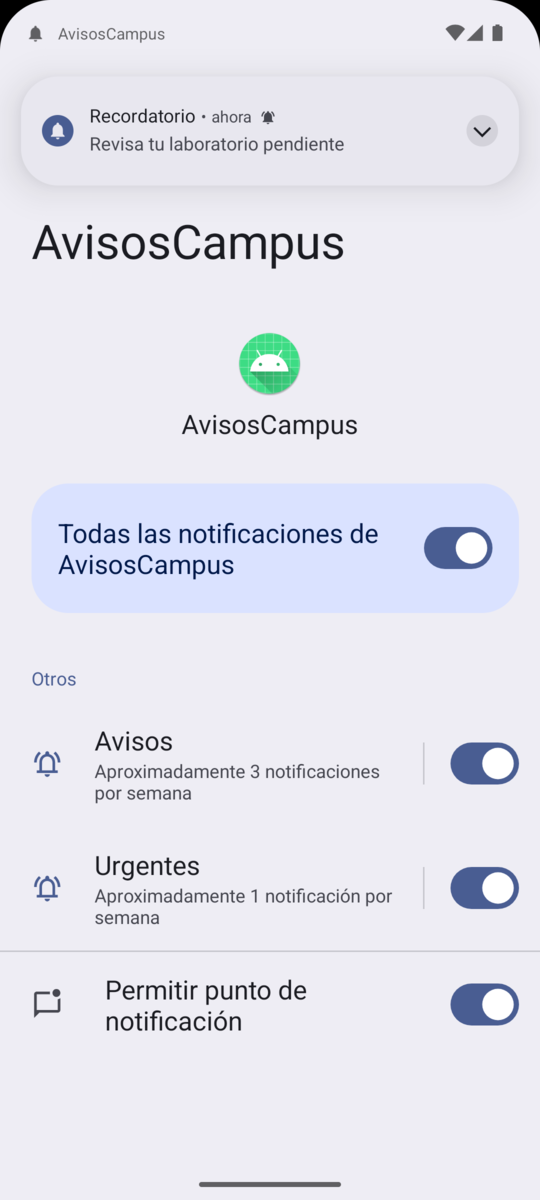 AvisosCampus
Recordatorio • ahora
Revisa tu laboratorio pendiente
AvisosCampus
AvisosCampus
Todas las notificaciones de
AvisosCampus
Otros
Avisos
Aproximadamente 3 notificaciones
por semana
Urgentes
Aproximadamente 1 notificación por
semana
Permitir punto de
notificación